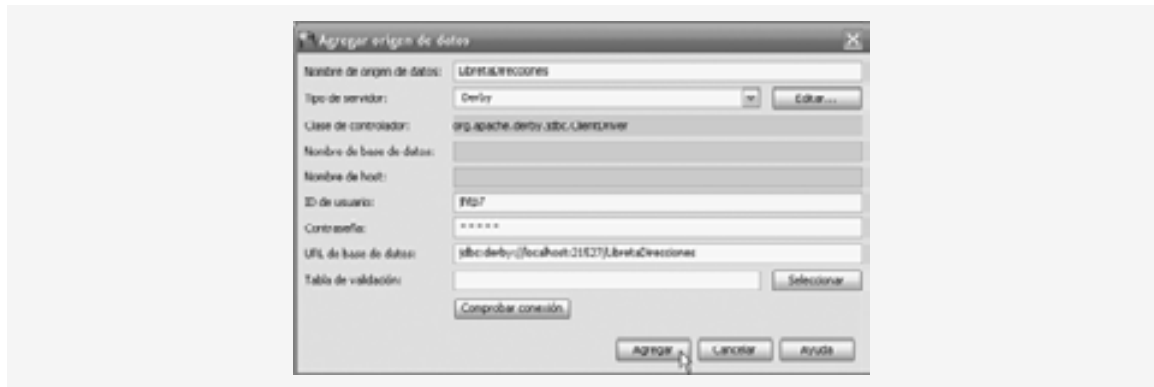 Agregar origen de datos
Nombre de origen de datos: LibretaDirecciones
Tipo de servidor: Derby Editar...
Clase de controlador: org.apache.derby.jdbc.ClientDriver
Nombre de base de datos:
Nombre de host:
ID de usuario: jhtp7
Contraseña: *****
URL de base de datos: jdbc:derby://localhost:21527/LibretaDirecciones
Tabla de validación: Seleccionar
Comprobar conexión
Agregar Cancelar Ayuda